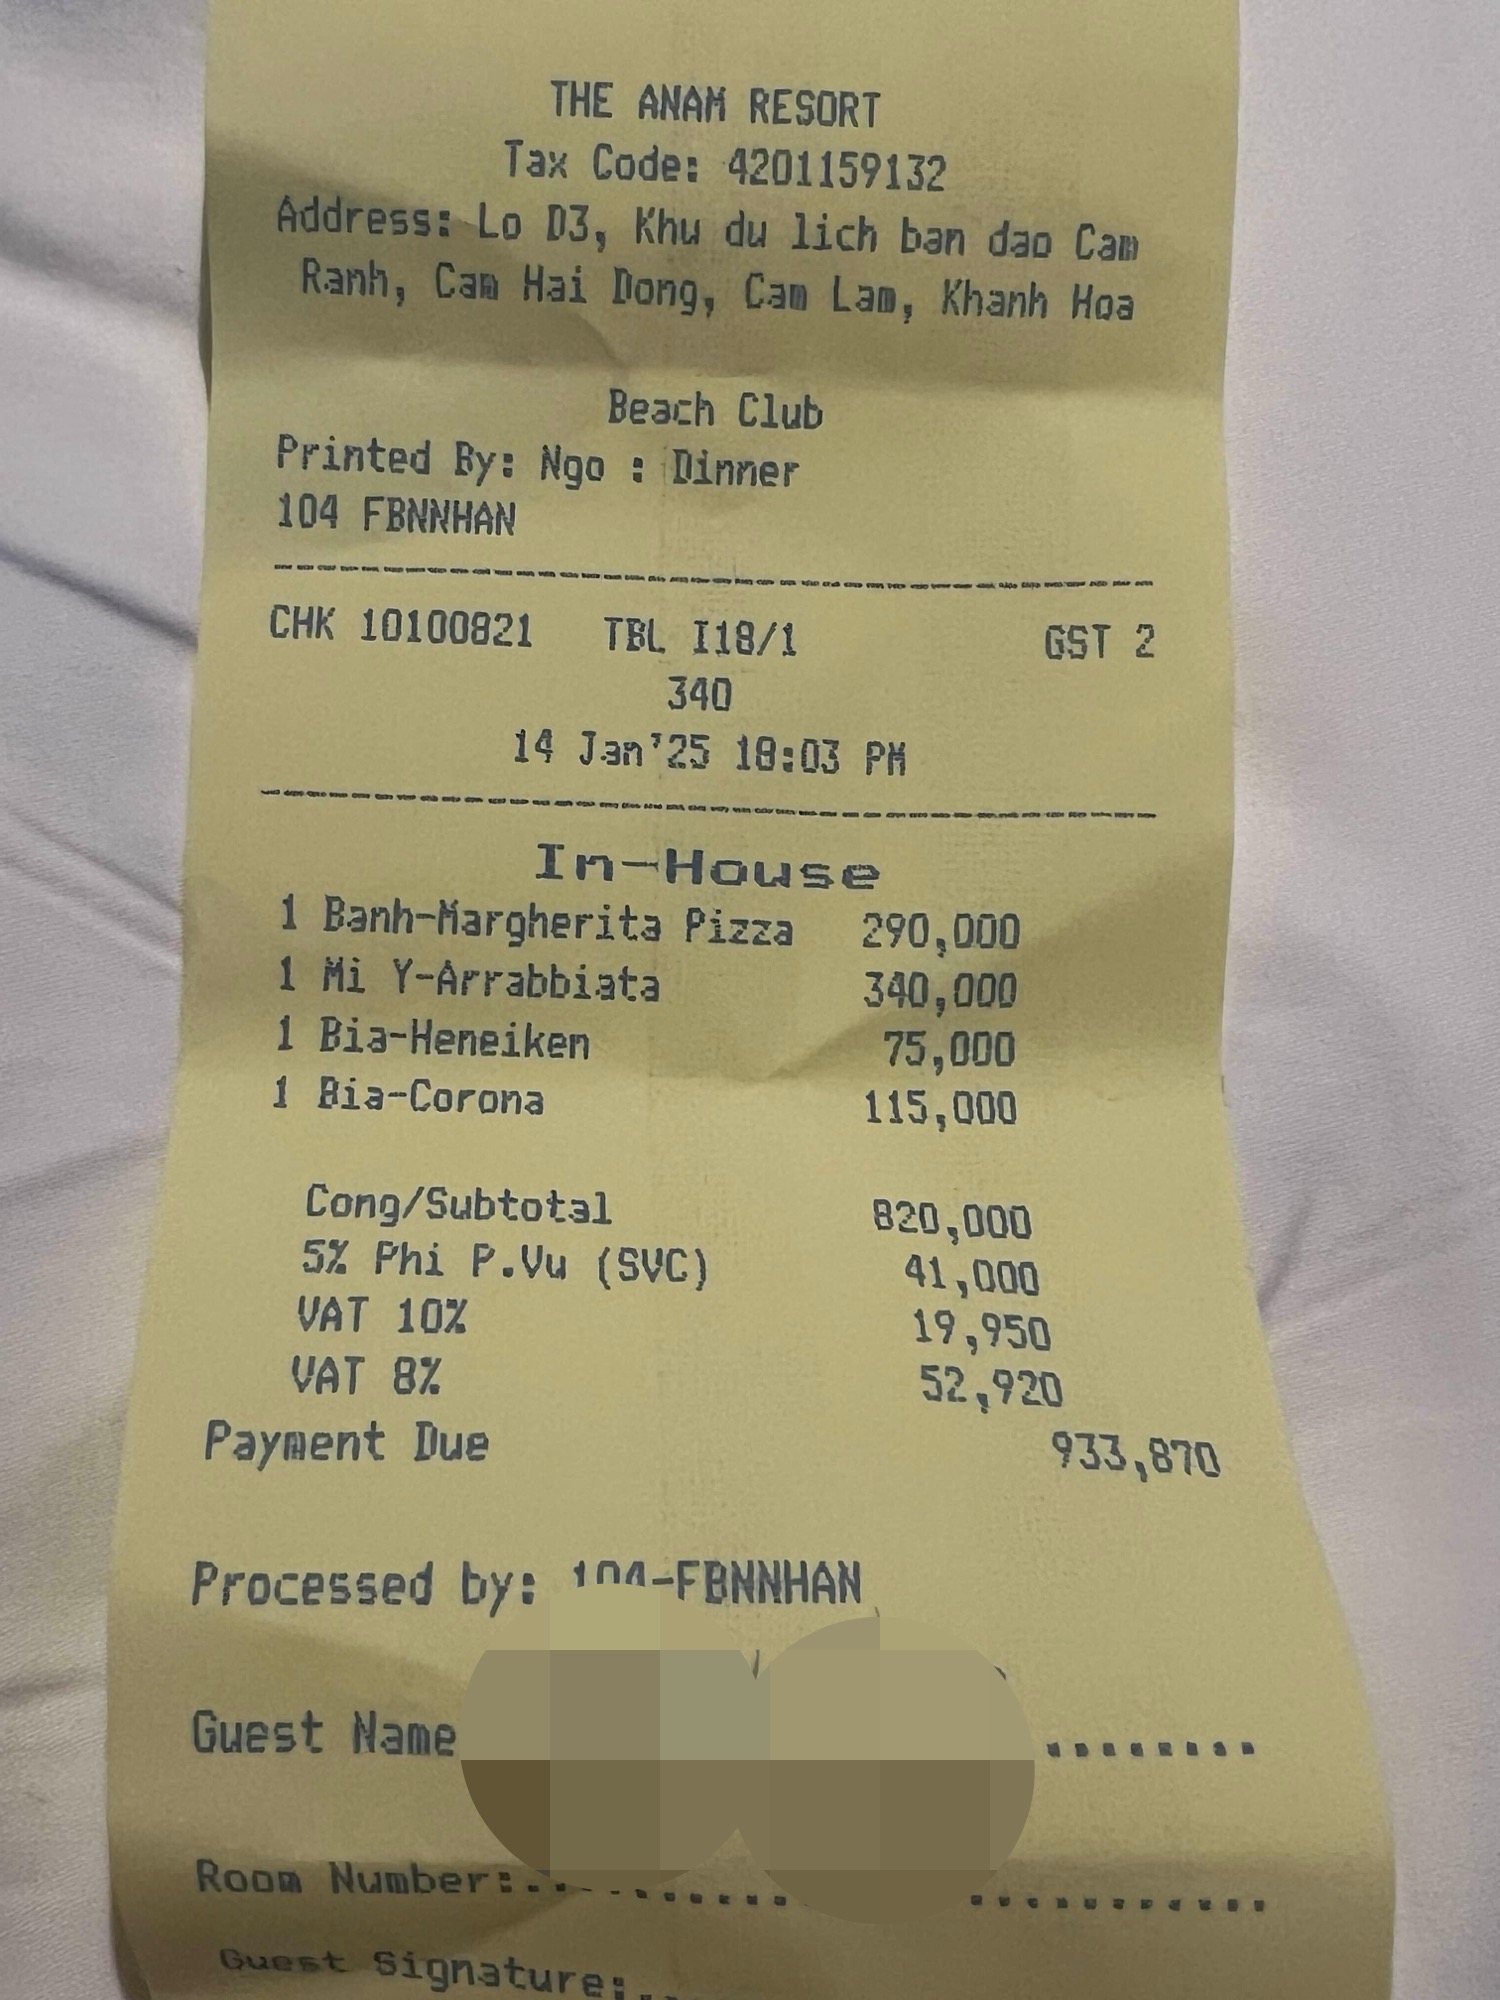 THE ANAM RESORT
Tax Code: 4201159132
Address: Lo D3, Khu du lich ban dao Cam
Ranh, Cam Hai Dong, Cam Lam, Khanh Hoa
Beach Club
Printed By: Ngo : Dinner
104 FBNNHAN
CHK 10100821 TBL I18/1 GST 2
340
14 Jan'25 18:03 PM
In-House
1 Banh-Margherita Pizza 290,000
1 Mi Y-Arrabbiata 340,000
1 Bia-Heneiken 75,000
1 Bia-Corona 115,000
Cong/Subtotal 820,000
5% Phi P.Vu (SVC) 41,000
VAT 10% 19,950
VAT 8% 52,920
Payment Due 933,870
Processed by: 104-FBNNHAN
Guest Name ........
Room Number:......................
Guest Signature:..